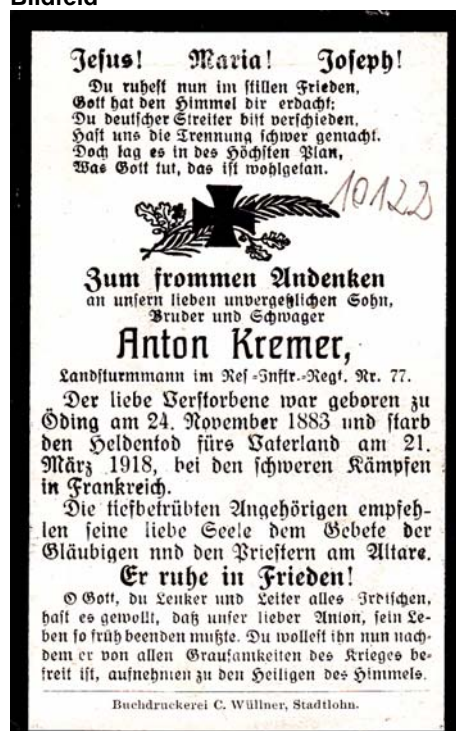 Bildfeld
Jesus! Maria! Joseph!
Du ruhest nun im stillen Frieden,
Gott hat den Himmel dir erdacht;
Du deutscher Streiter bist verschieden,
Hast uns die Trennung schwer gemacht.
Doch lag es in des Höchsten Plan,
Was Gott tut, das ist wohlgetan.
10122
Zum frommen Andenken
an unsern lieben unvergeßlichen Sohn,
Bruder und Schwager
Anton Kremer,
Landsturmmann im Res.-Inftr.-Regt. Nr. 77.
Der liebe Verstorbene war geboren zu
Öding am 24. November 1883 und starb
den Heldentod fürs Vaterland am 21.
März 1918, bei den schweren Kämpfen
in Frankreich.
Die tiefbetrübten Angehörigen empfeh-
len seine liebe Seele dem Gebete der
Gläubigen nnd den Priestern am Altare.
Er ruhe in Frieden!
O Gott, du Lenker und Leiter alles Irdischen,
hast es gewollt, daß unser lieber Anton, sein Le-
ben so früh beenden mußte. Du wollest ihn nun nach-
dem er von allen Grausamkeiten des Krieges be-
freit ist, aufnehmen zu den Heiligen des Himmels.
Buchdruckerei C. Wüllner, Stadtlohn.